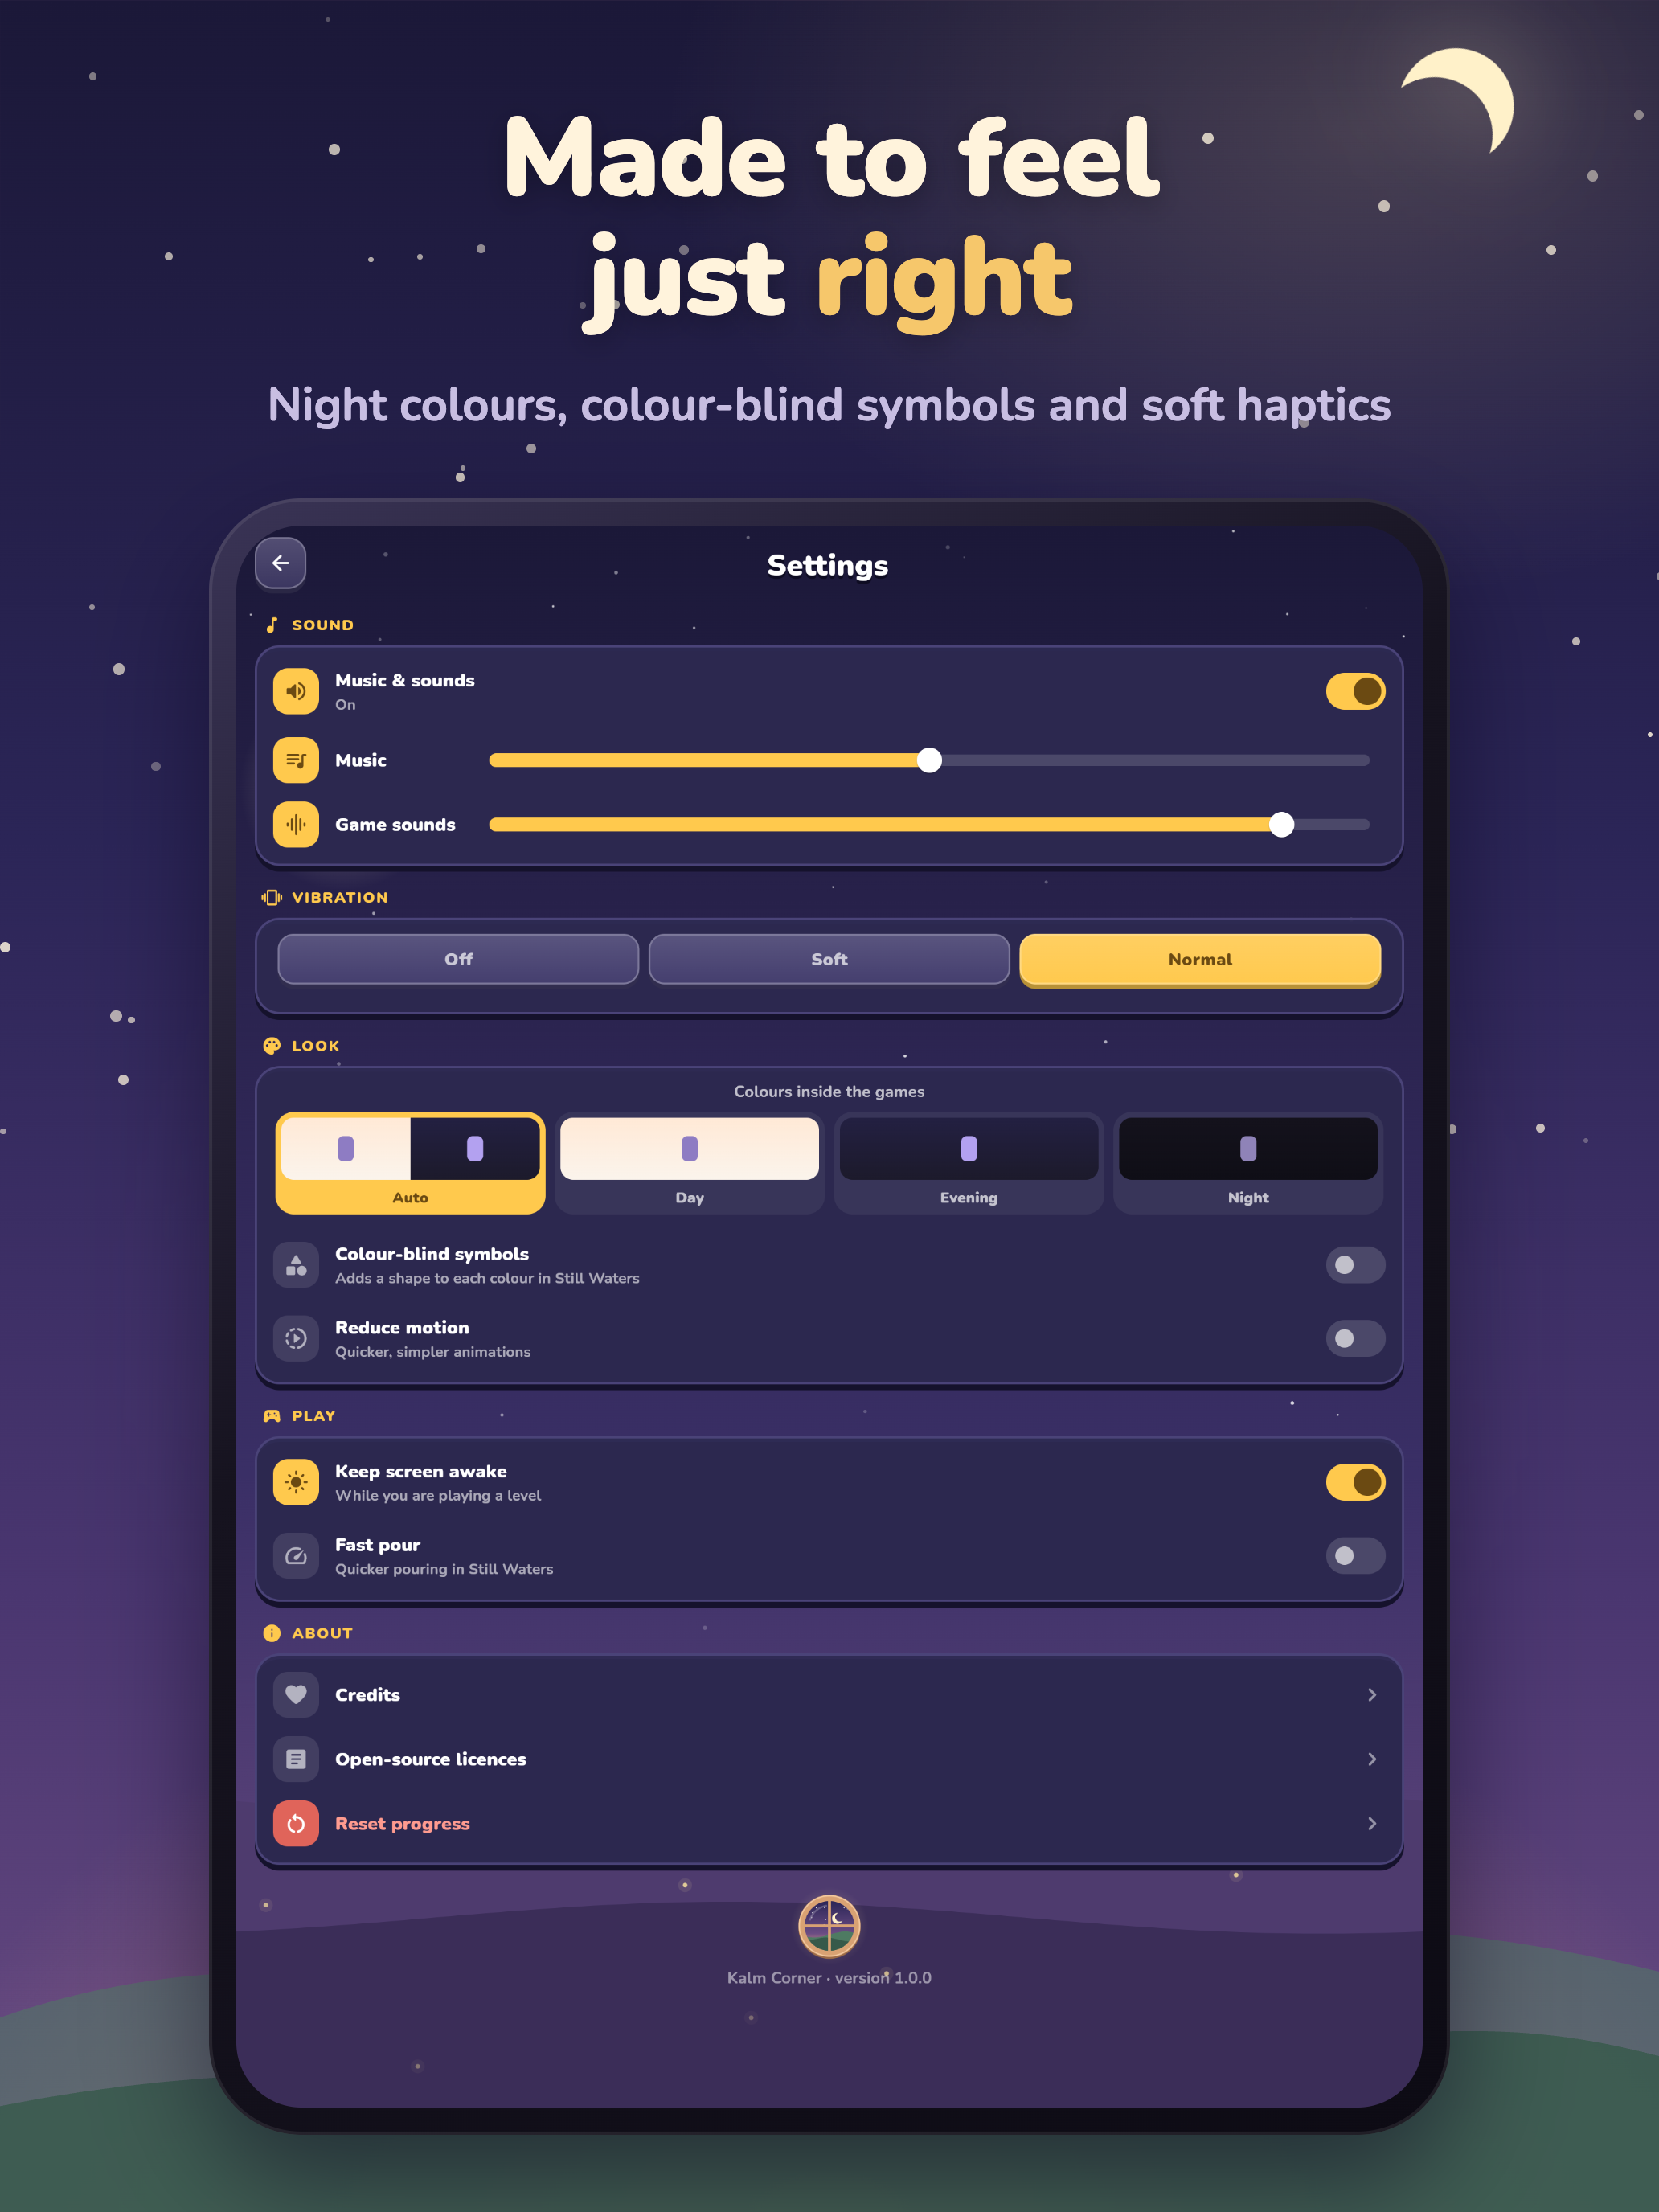 Made to feel
just right
Night colours, colour-blind symbols and soft haptics
Settings
SOUND
Music & sounds
On
Music
Game sounds
VIBRATION
Off
Soft
Normal
LOOK
Colours inside the games
Auto
Day
Evening
Night
Colour-blind symbols
Adds a shape to each colour in Still Waters
Reduce motion
Quicker, simpler animations
PLAY
Keep screen awake
While you are playing a level
Fast pour
Quicker pouring in Still Waters
ABOUT
Credits
Open-source licences
Reset progress
Kalm Corner · version 1.0.0